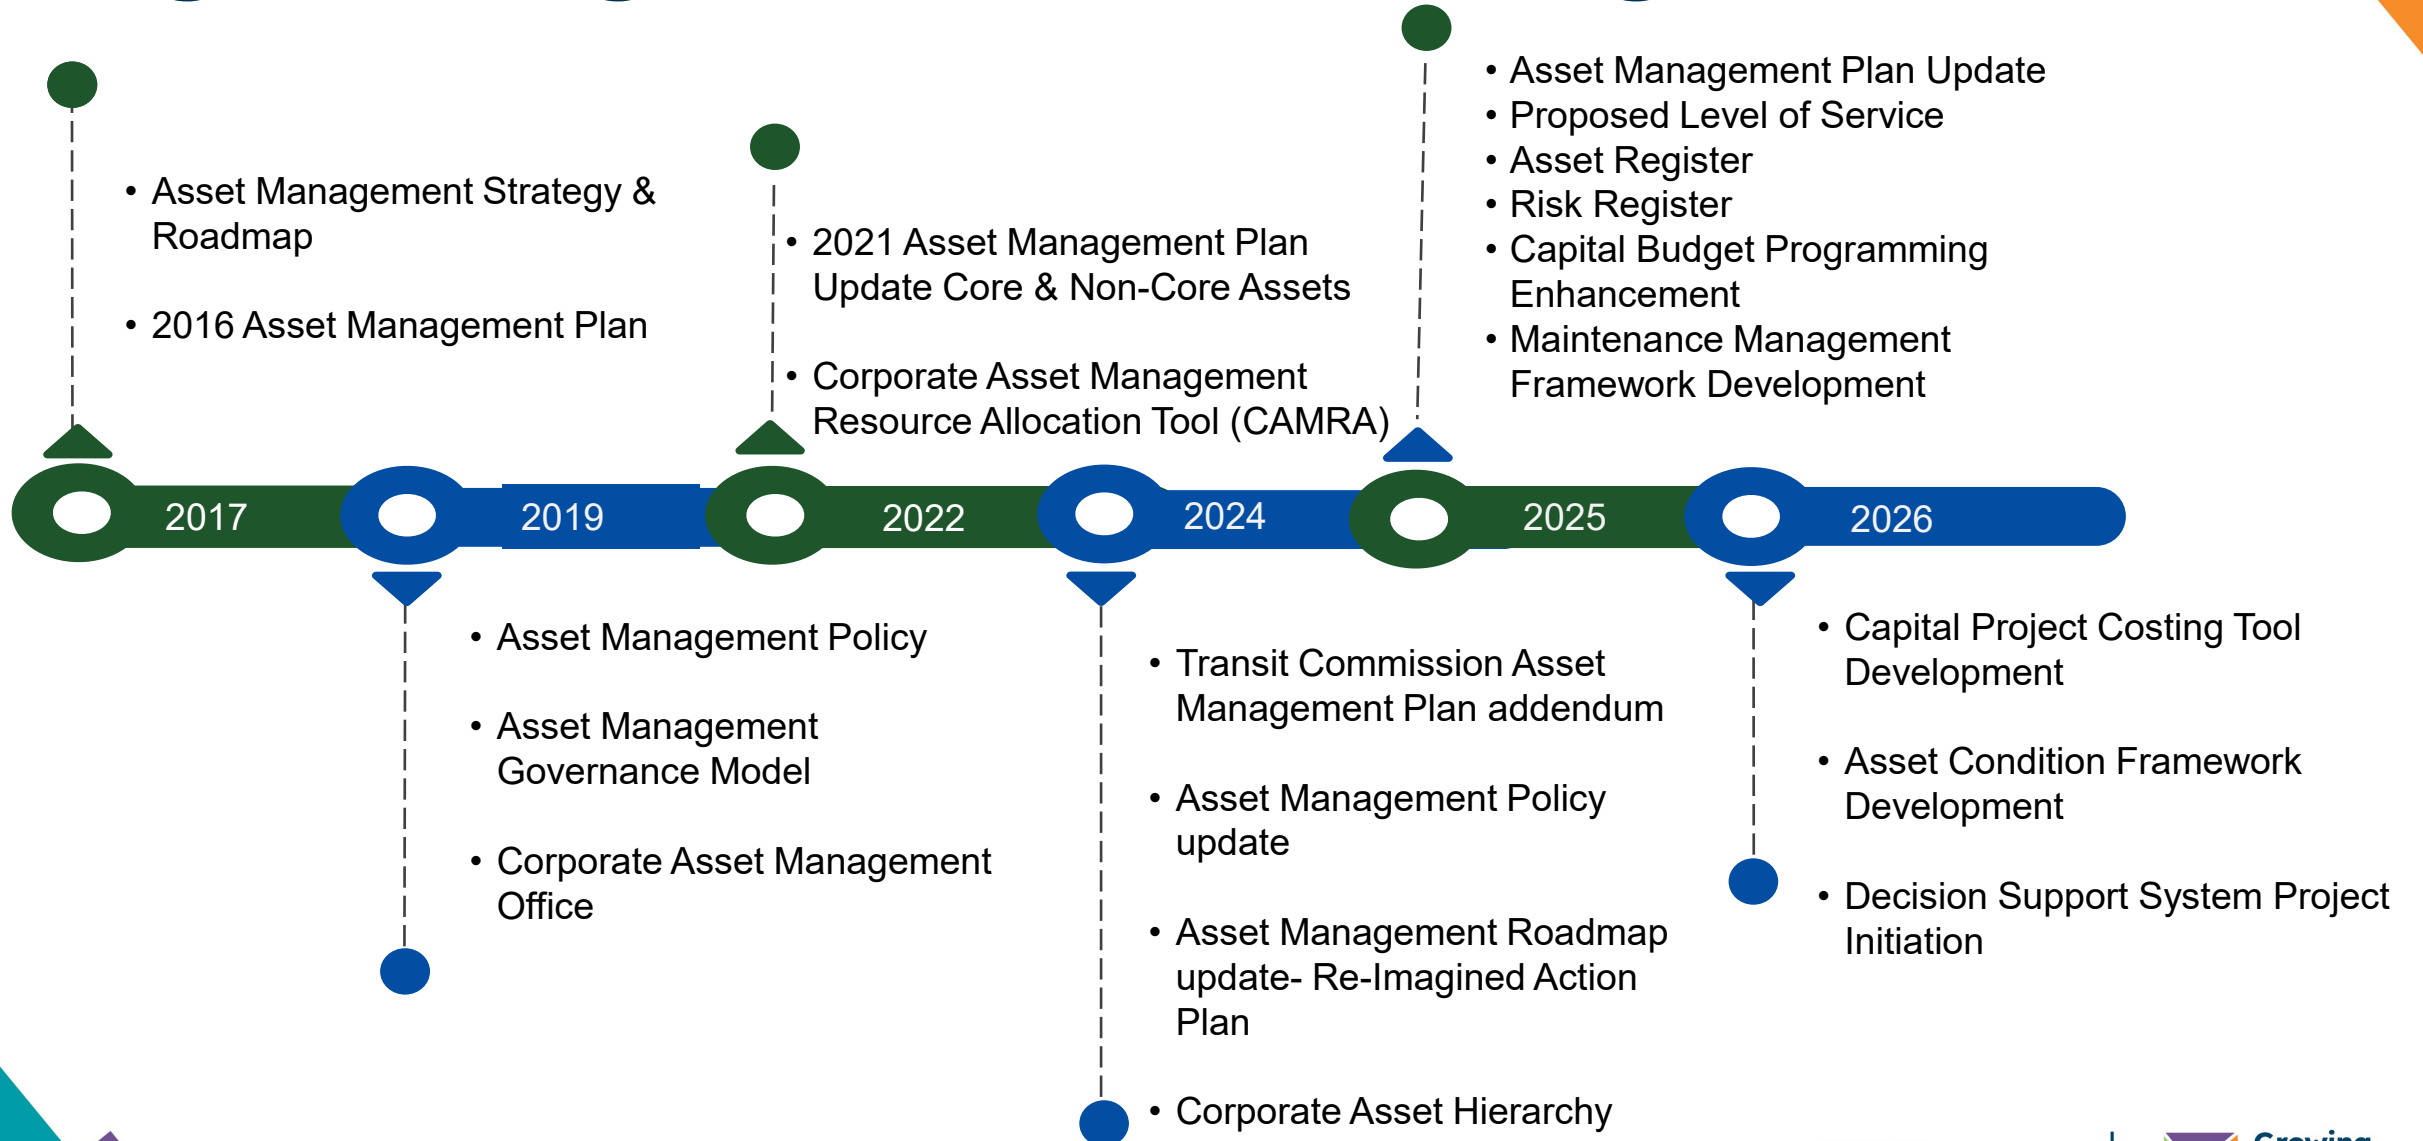 • Asset Management Strategy &
Roadmap
• 2016 Asset Management Plan
• 2021 Asset Management Plan
Update Core & Non-Core Assets
• Corporate Asset Management
Resource Allocation Tool (CAMRA)
• Asset Management Plan Update
• Proposed Level of Service
• Asset Register
• Risk Register
• Capital Budget Programming
Enhancement
• Maintenance Management
Framework Development
2017
2019
2022
2024
2025
2026
• Asset Management Policy
• Asset Management
Governance Model
• Corporate Asset Management
Office
• Transit Commission Asset
Management Plan addendum
• Asset Management Policy
update
• Asset Management Roadmap
update- Re-Imagined Action
Plan
• Corporate Asset Hierarchy
• Capital Project Costing Tool
Development
• Asset Condition Framework
Development
• Decision Support System Project
Initiation
Growing